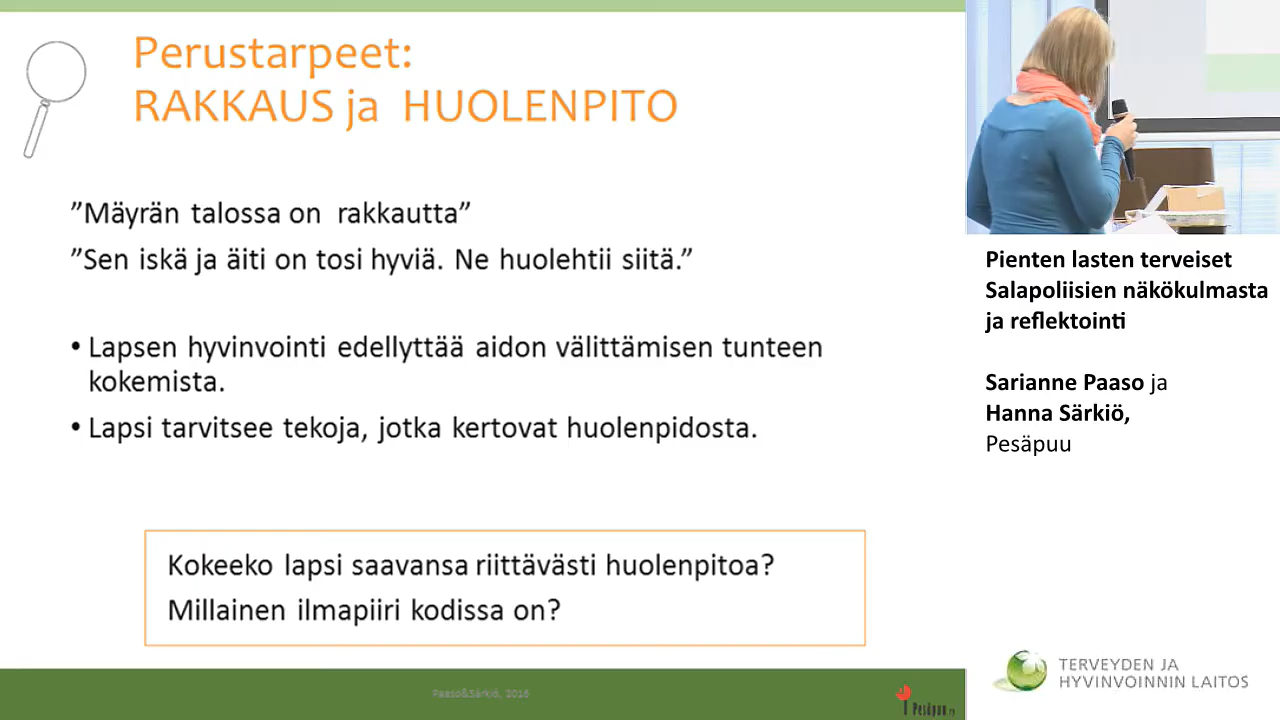 Perustarpeet:
RAKKAUS ja HUOLENPITO
”Mäyrän talossa on rakkautta”
”Sen iskä ja äiti on tosi hyviä. Ne huolehtii siitä.”
• Lapsen hyvinvointi edellyttää aidon välittämisen tunteen
kokemista.
• Lapsi tarvitsee tekoja, jotka kertovat huolenpidosta.
Kokeeko lapsi saavansa riittävästi huolenpitoa?
Millainen ilmapiiri kodissa on?
Paaso&Särkiö, 2016
Pesäpuu ry
Pienten lasten terveiset
Salapoliisien näkökulmasta
ja reflektointi
Sarianne Paaso ja
Hanna Särkiö,
Pesäpuu
TERVEYDEN JA
HYVINVOINNIN LAITOS